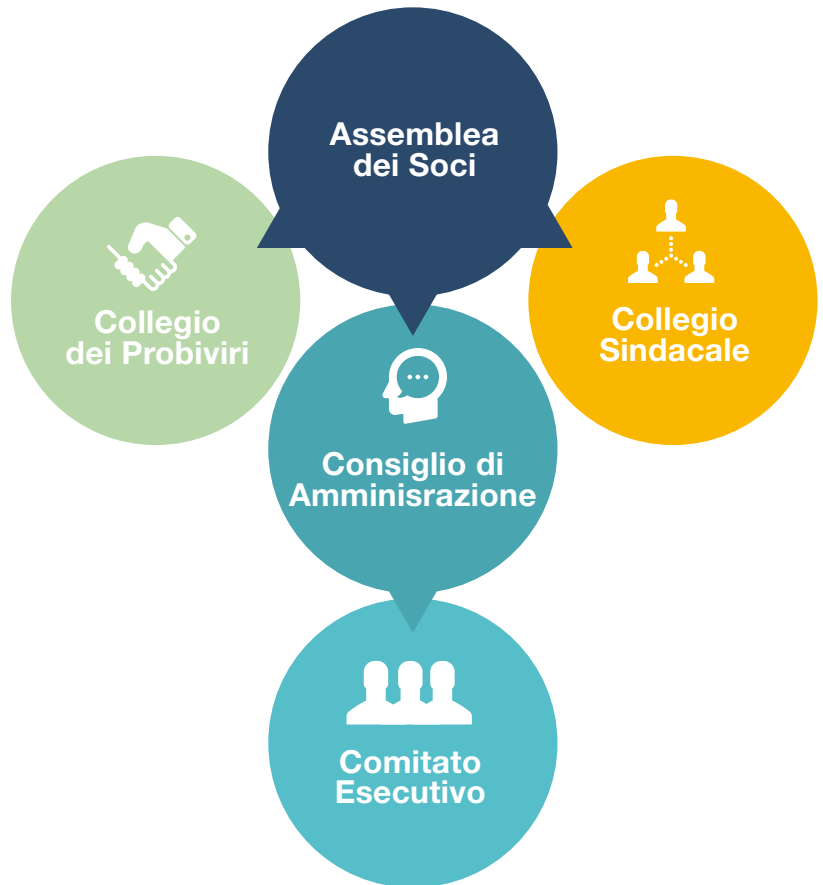 Assemblea
dei Soci
Collegio
dei Probiviri
Collegio
Sindacale
Consiglio di
Amminisrazione
Comitato
Esecutivo